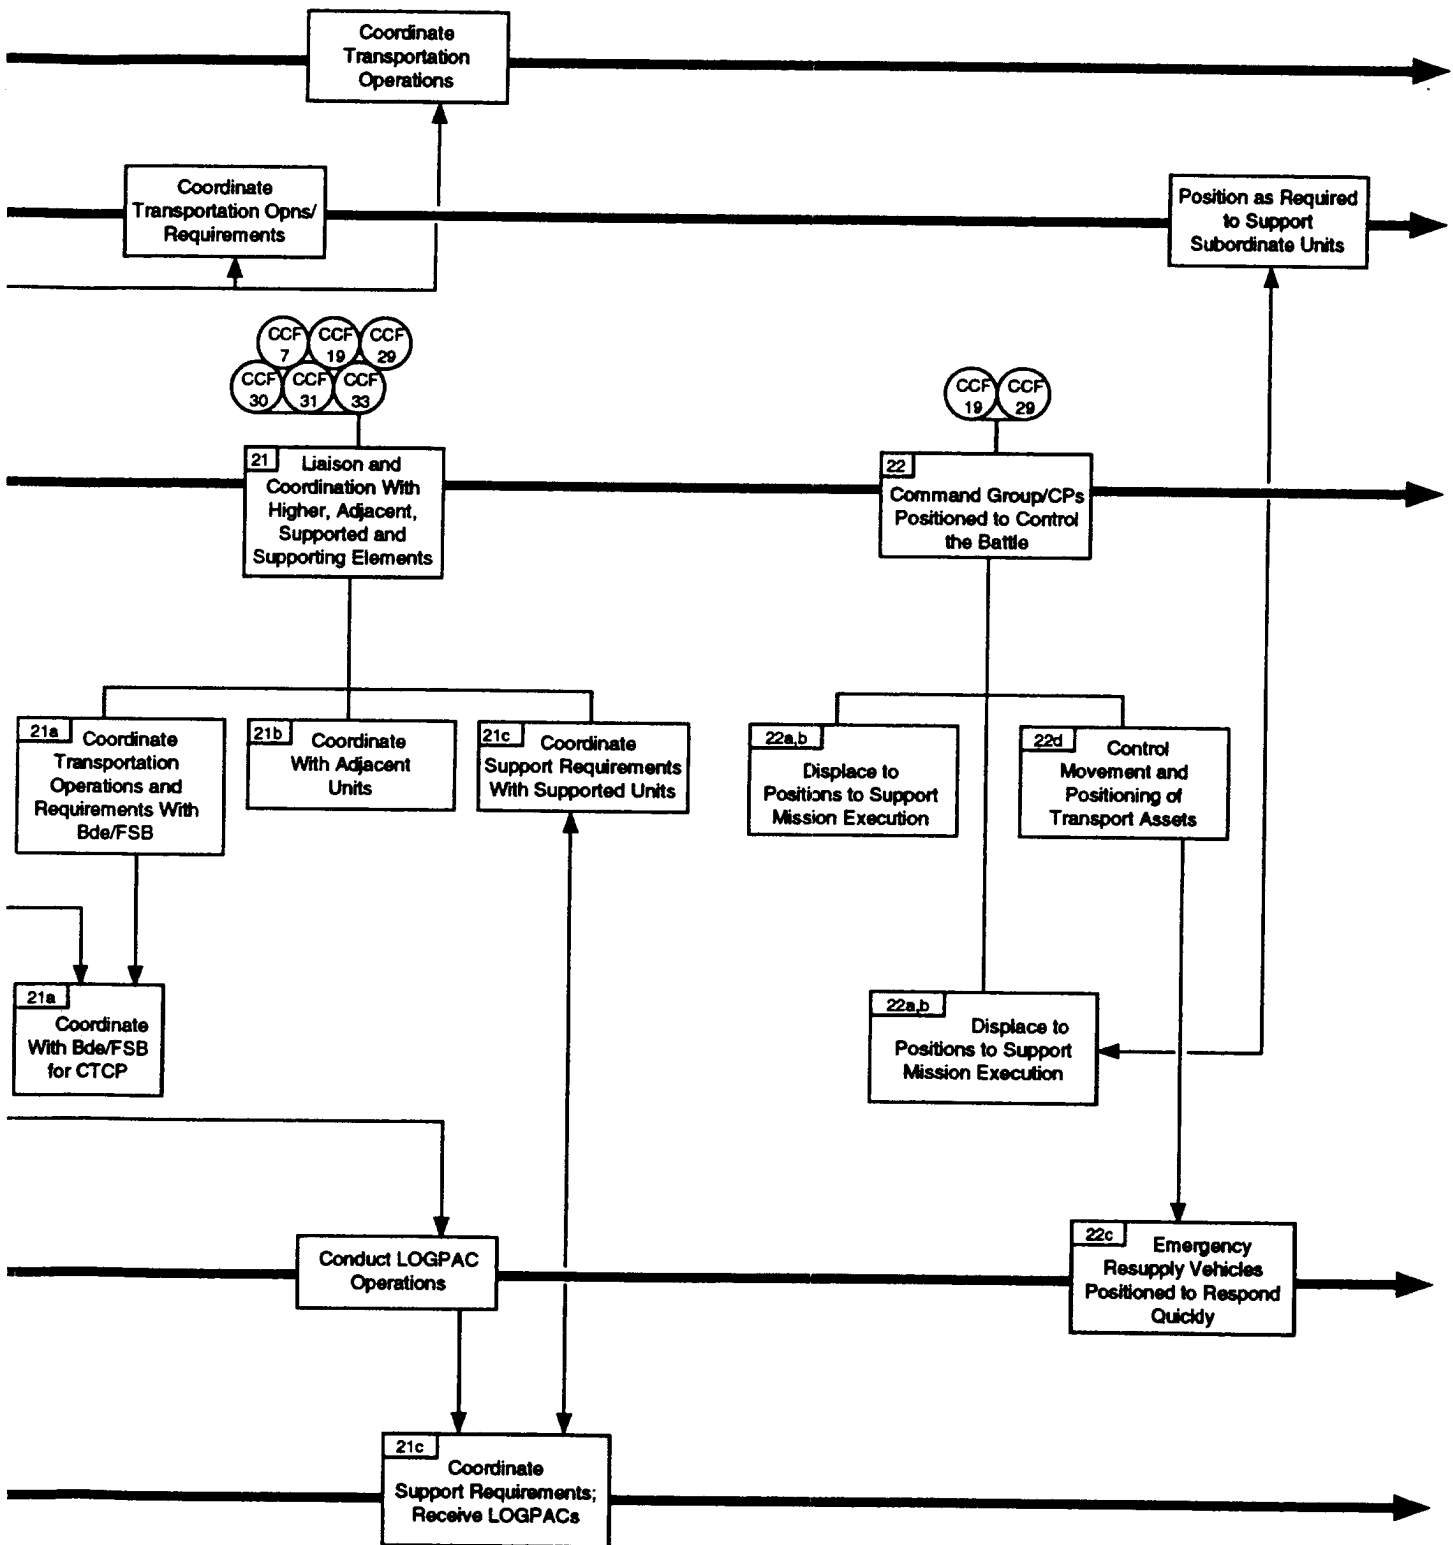 Coordinate
Transportation
Operations
Coordinate
Transportation Opns/
Requirements
Position as Required
to Support
Subordinate Units
CCF
7
CCF
19
CCF
29
CCF
30
CCF
31
CCF
33
CCF
19
CCF
29
21
Liaison and
Coordination With
Higher, Adjacent,
Supported and
Supporting Elements
22
Command Group/CPs
Positioned to Control
the Battle
21a
Coordinate
Transportation
Operations and
Requirements With
Bde/FSB
21b
Coordinate
With Adjacent
Units
21c
Coordinate
Support Requirements
With Supported Units
22a,b
Displace to
Positions to Support
Mission Execution
22d
Control
Movement and
Positioning of
Transport Assets
21a
Coordinate
With Bde/FSB
for CTCP
22a,b
Displace to
Positions to Support
Mission Execution
Conduct LOGPAC
Operations
22c
Emergency
Resupply Vehicles
Positioned to Respond
Quickly
21c
Coordinate
Support Requirements;
Receive LOGPACs